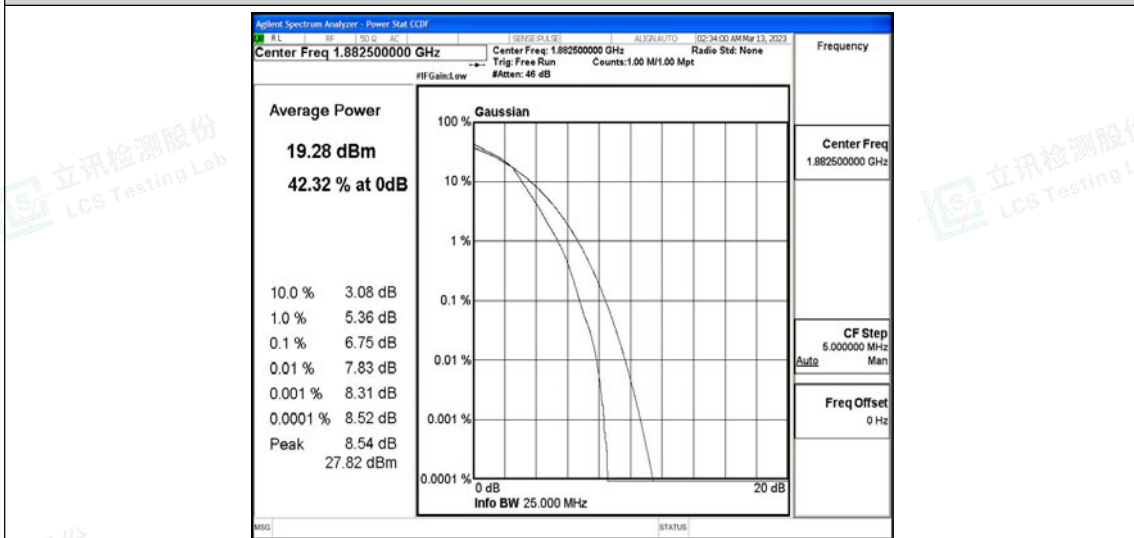 Agilent Spectrum Analyzer - Power Stat CCDF
RL RF 50 Ω AC SENSE:PULSE ALIGN AUTO 02:34:00 AM Mar 13, 2023
Center Freq 1.882500000 GHz
Center Freq: 1.882500000 GHz Radio Std: None
Trig: Free Run Counts:1.00 M/1.00 Mpt
#IFGain:Low #Atten: 46 dB
Frequency
Average Power
19.28 dBm
42.32 % at 0dB
10.0 % 3.08 dB
1.0 % 5.36 dB
0.1 % 6.75 dB
0.01 % 7.83 dB
0.001 % 8.31 dB
0.0001 % 8.52 dB
Peak 8.54 dB
27.82 dBm
Gaussian
100 %
10 %
1 %
0.1 %
0.01 %
0.001 %
0.0001 %
0 dB 20 dB
Info BW 25.000 MHz
Center Freq
1.882500000 GHz
CF Step
5.000000 MHz
Auto Man
Freq Offset
0 Hz
MSG STATUS
立讯检测股份
LCS Testing Lab
立讯检测股份
LCS Testing L